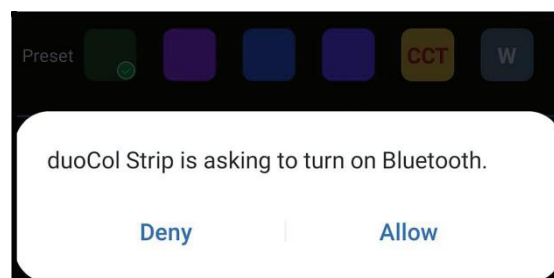 Preset CCT W
duoCol Strip is asking to turn on Bluetooth.
Deny Allow